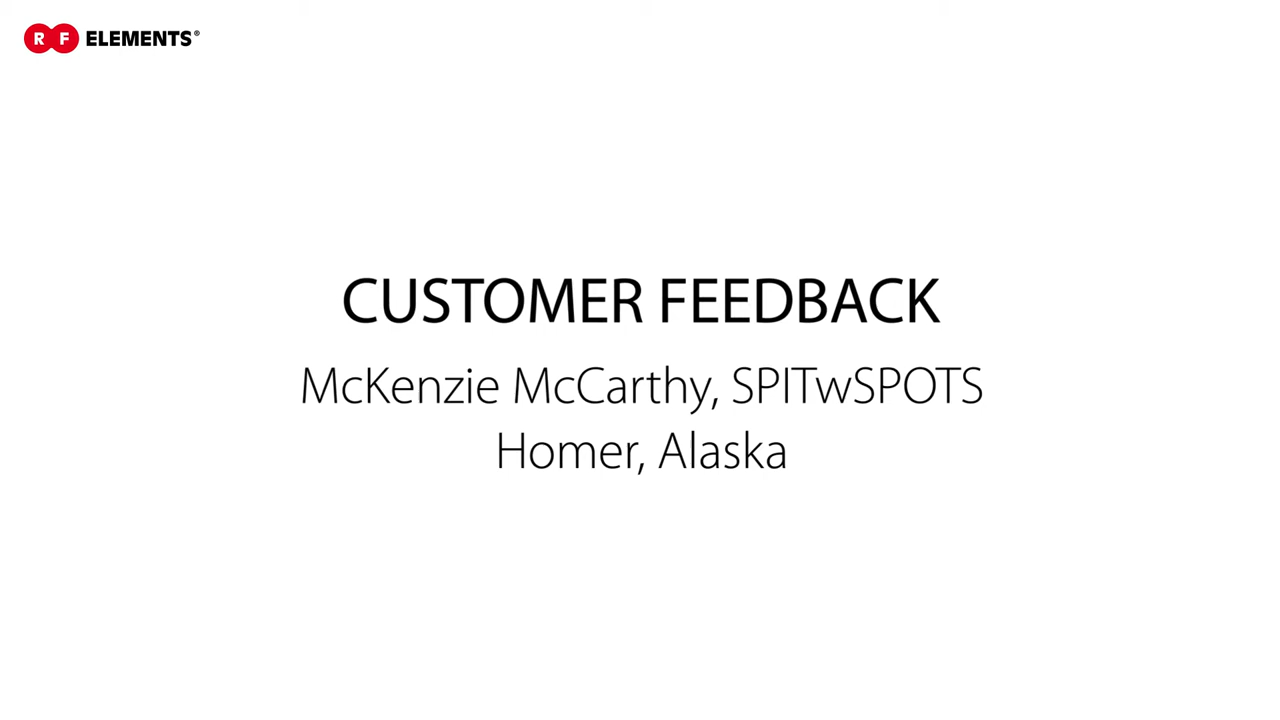 RF ELEMENTS®
CUSTOMER FEEDBACK
McKenzie McCarthy, SPITwSPOTS
Homer, Alaska